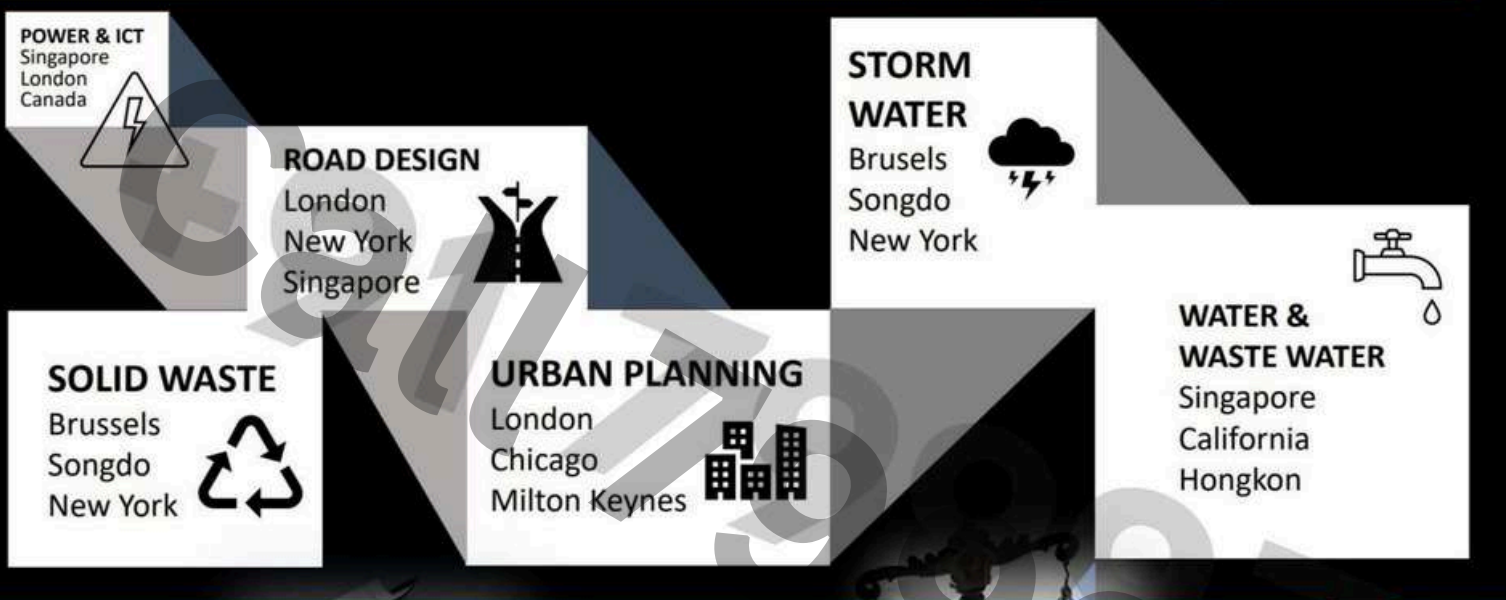 POWER & ICT
Singapore
London
Canada
ROAD DESIGN
London
New York
Singapore
SOLID WASTE
Brussels
Songdo
New York
URBAN PLANNING
London
Chicago
Milton Keynes
STORM
WATER
Brusels
Songdo
New York
WATER &
WASTE WATER
Singapore
California
Hongkon